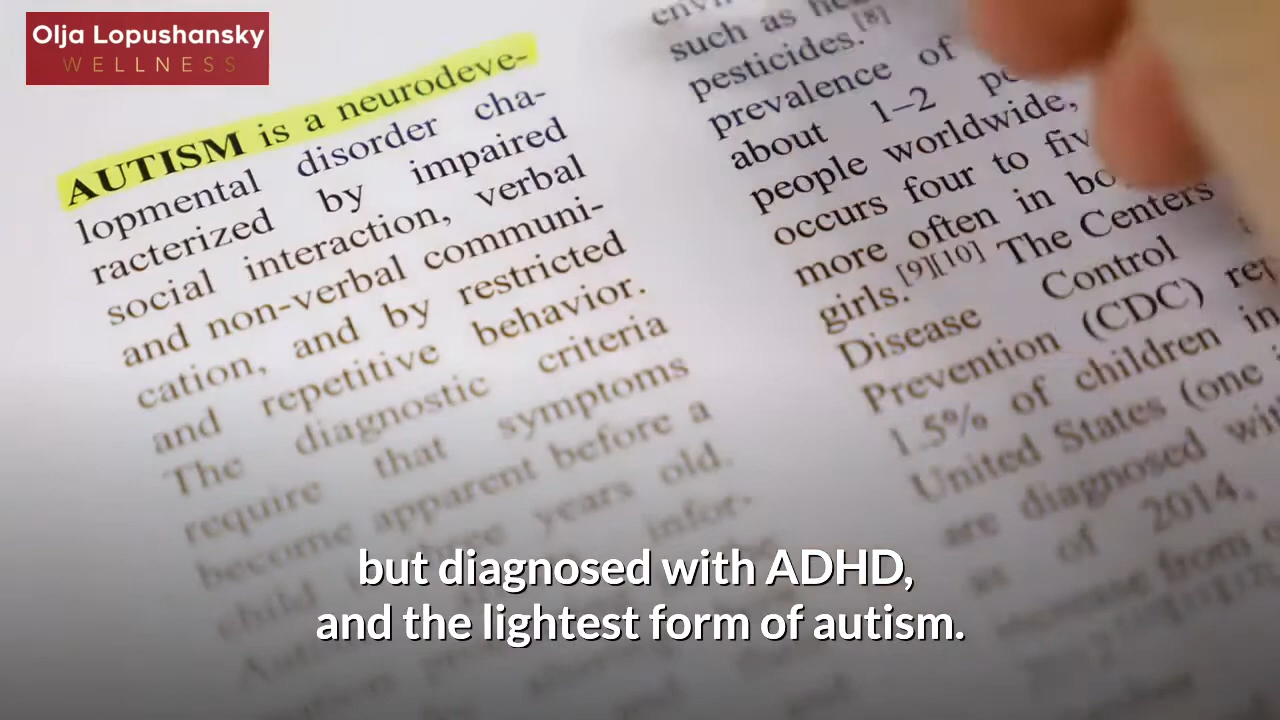 Olja Lopushansky
WELLNESS
AUTISM is a neurodeve-
lopmental disorder cha-
racterized by impaired
social interaction, verbal
and non-verbal communi-
cation, and by restricted
and repetitive behavior.
The diagnostic criteria
require that symptoms
become apparent before a
child years old.
infor-
such as
pesticides.[8]
prevalence of
about 1–2
people worldwide,
occurs four to
more often in
girls.[9][10] The Centers
Disease Control
Prevention (CDC)
1.5% of children in
United States (one
are diagnosed
as of 2014.
but diagnosed with ADHD,
and the lightest form of autism.